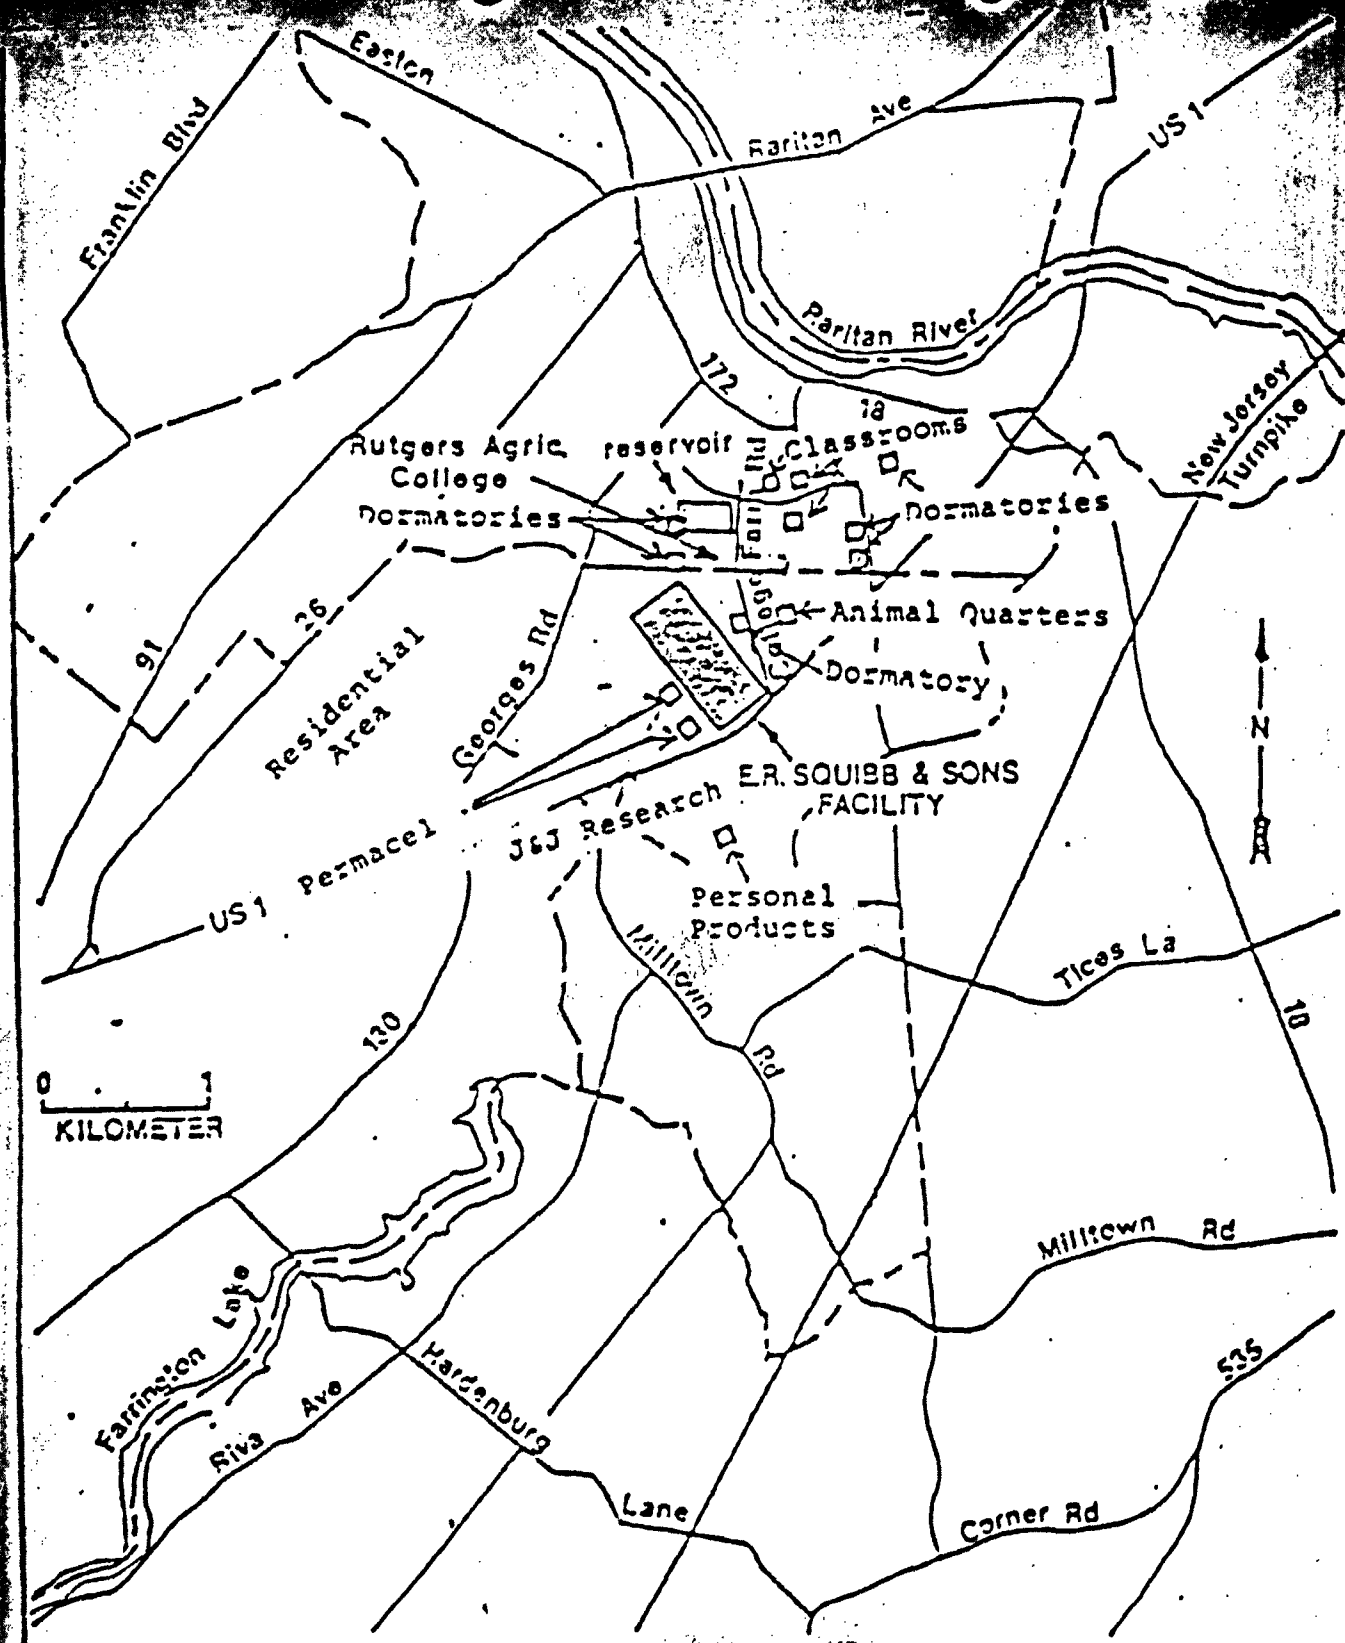 Easton
Franklin Blvd
Raritan Ave
US 1
Raritan River
172
18
New Jersey
Turnpike
Rutgers Agric.
College
reservoir
Classrooms
Dormatories
Dormatories
Rd
Animal Quarters
Dormatory
Georges Rd
26
91
Residential
Area
N
E.R. SQUIBB & SONS
FACILITY
J&J Research
US 1
Permacel
Personal
Products
Milltown
Rd
Tices La
18
130
0 1
KILOMETER
Milltown Rd
Farrington Lake
Riva Ave
Hardenburg
Lane
535
Corner Rd